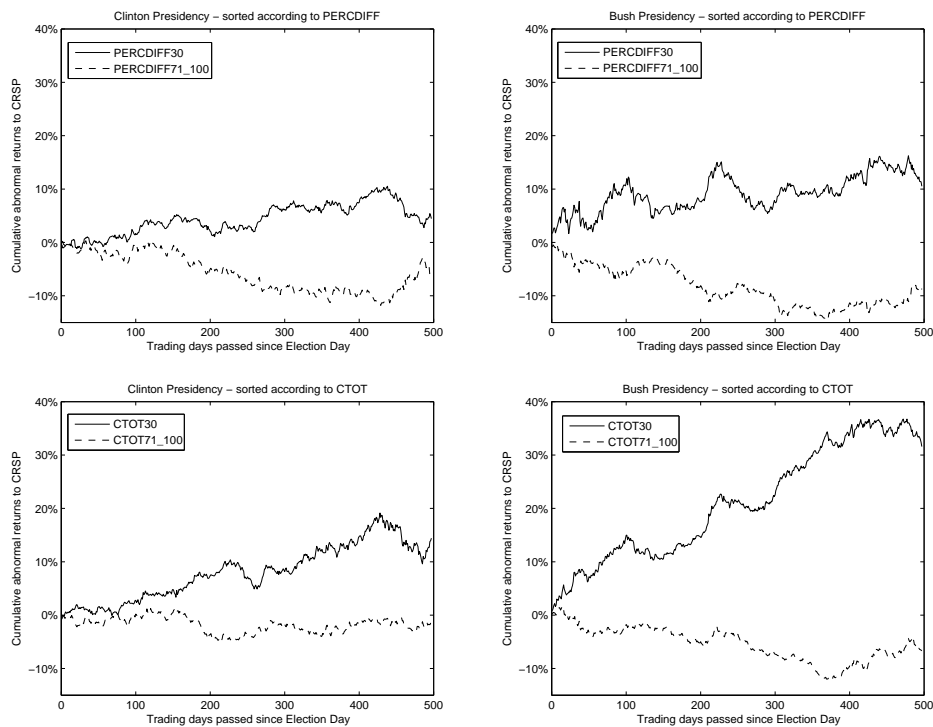 Clinton Presidency – sorted according to PERCDIFF
40%
30%
20%
10%
0%
−10%
Cumulative abnormal returns to CRSP
PERCDIFF30
PERCDIFF71_100
0 100 200 300 400 500
Trading days passed since Election Day
Bush Presidency – sorted according to PERCDIFF
40%
30%
20%
10%
0%
−10%
Cumulative abnormal returns to CRSP
PERCDIFF30
PERCDIFF71_100
0 100 200 300 400 500
Trading days passed since Election Day
Clinton Presidency – sorted according to CTOT
40%
30%
20%
10%
0%
−10%
Cumulative abnormal returns to CRSP
CTOT30
CTOT71_100
0 100 200 300 400 500
Trading days passed since Election Day
Bush Presidency – sorted according to CTOT
40%
30%
20%
10%
0%
−10%
Cumulative abnormal returns to CRSP
CTOT30
CTOT71_100
0 100 200 300 400 500
Trading days passed since Election Day